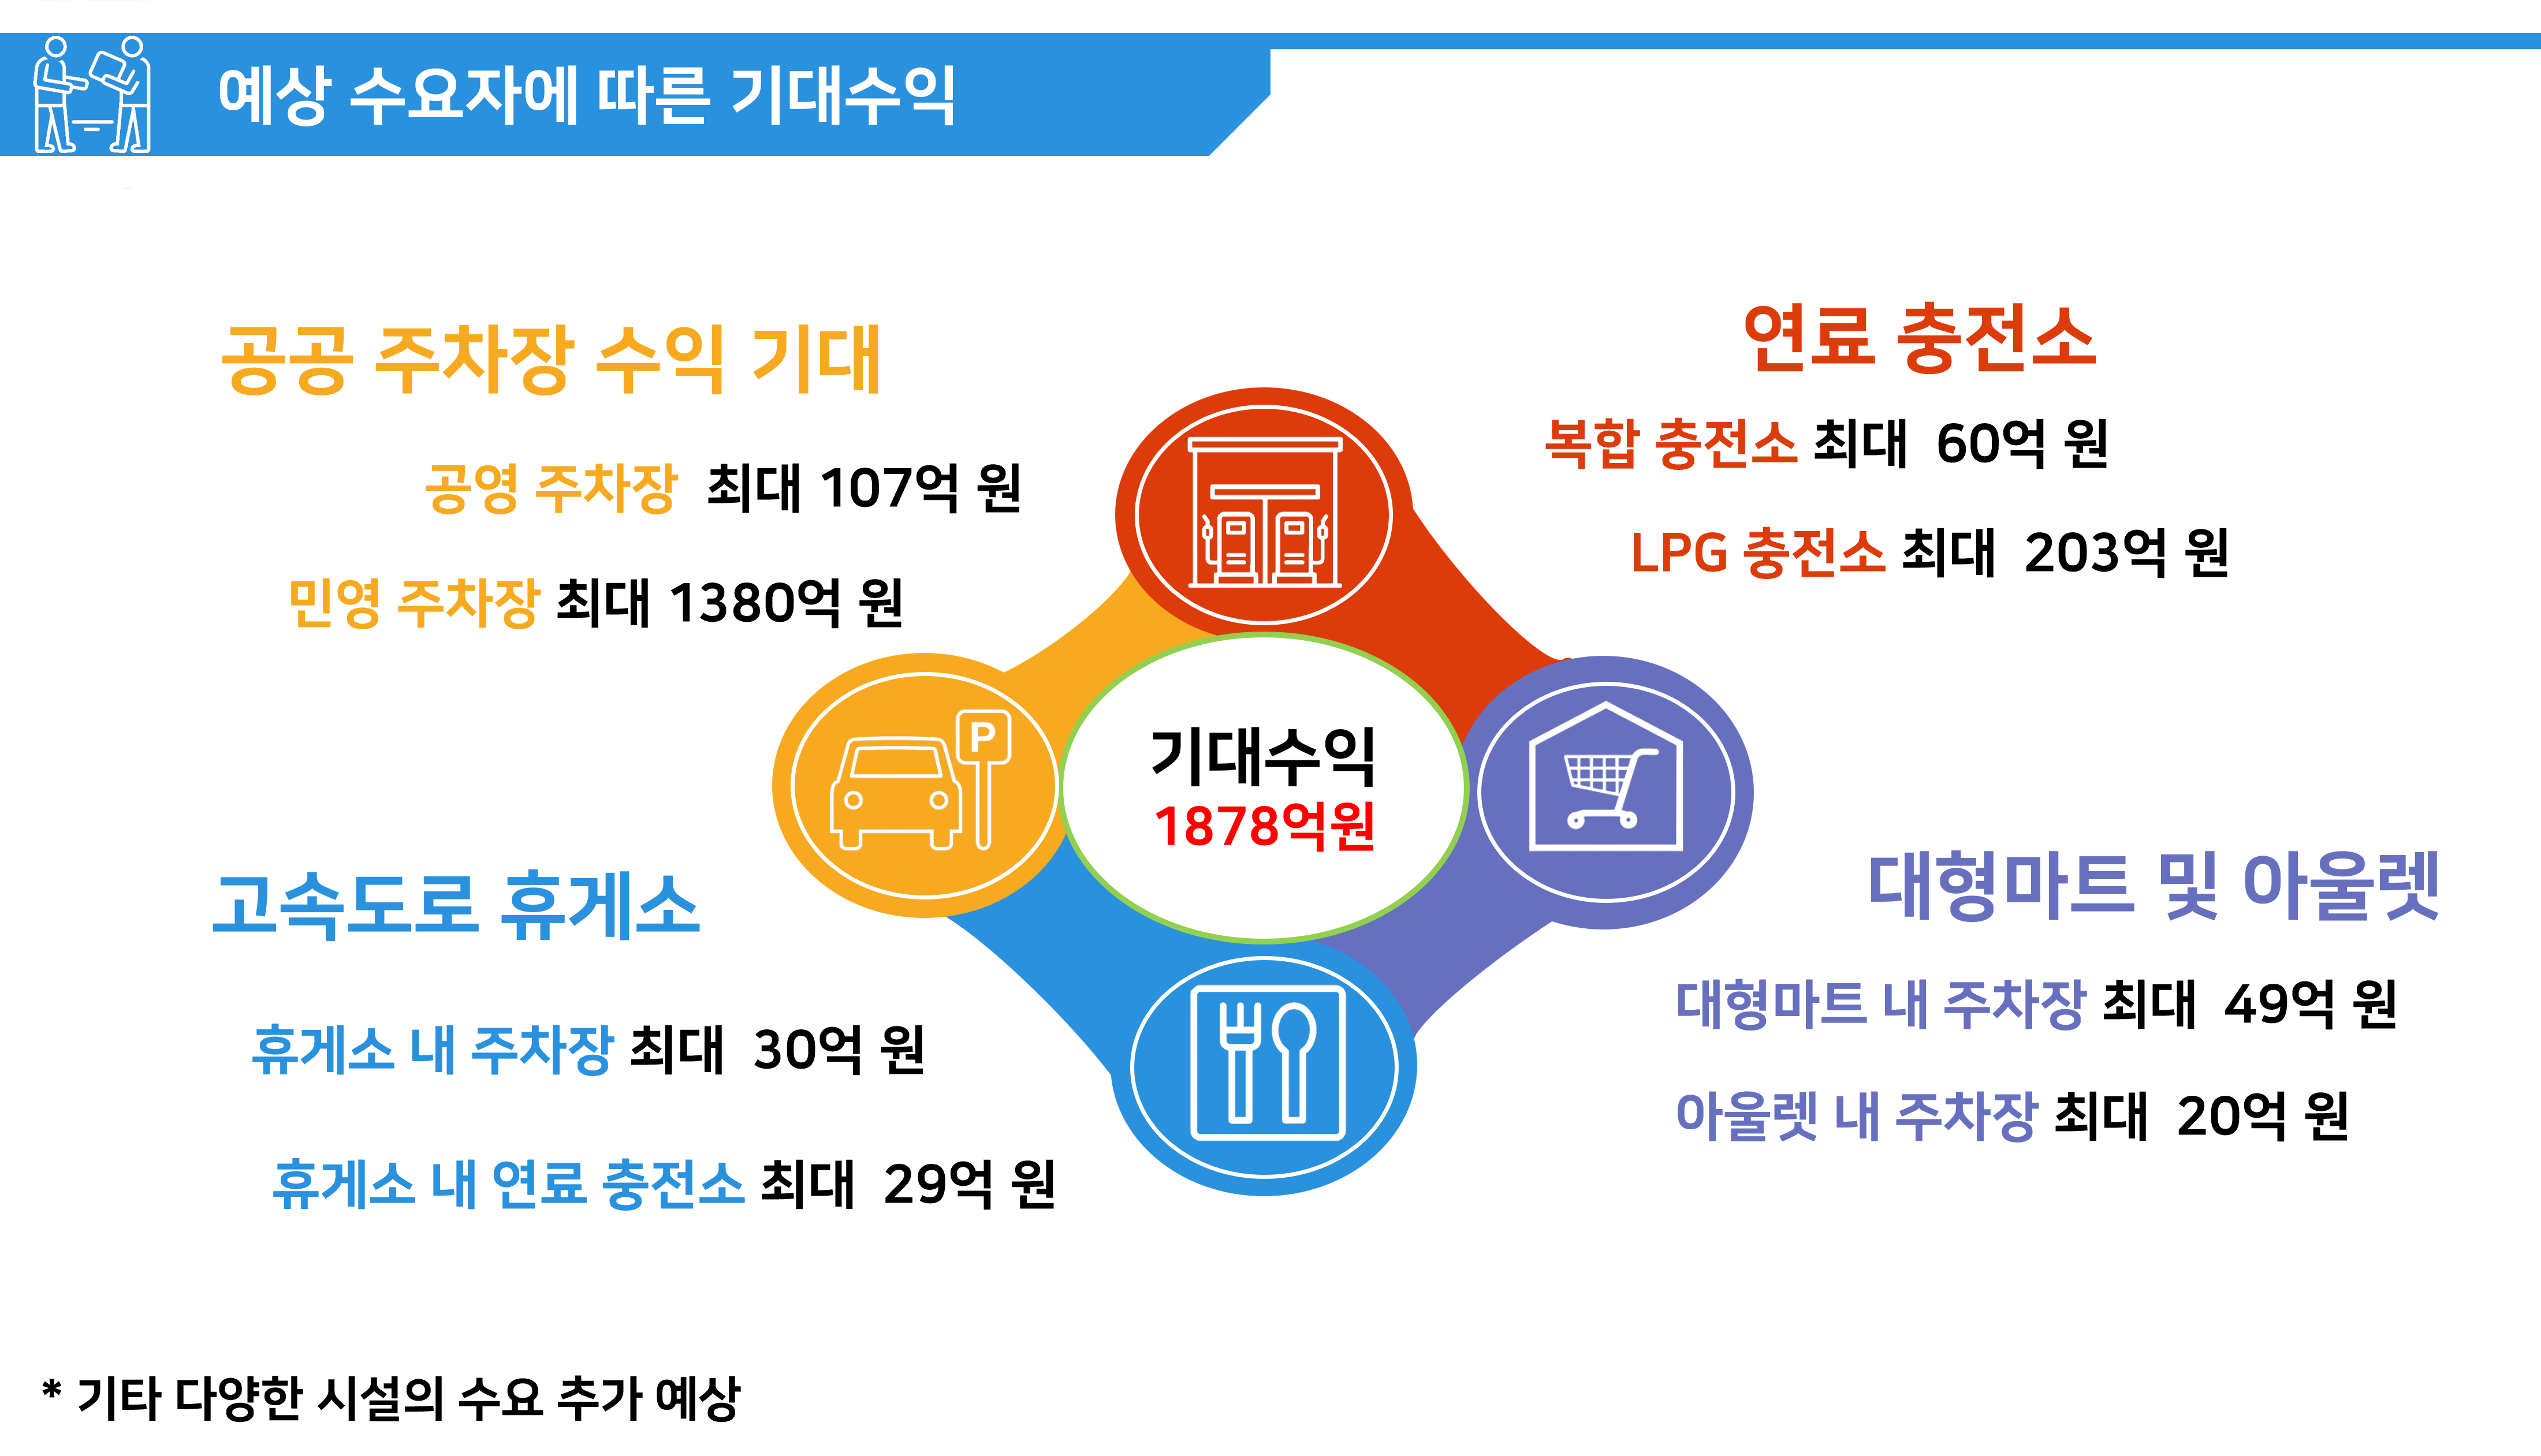 예상 수요자에 따른 기대수익
공공 주차장 수익 기대
공영 주차장 최대 107억 원
민영 주차장 최대 1380억 원
연료 충전소
복합 충전소 최대 60억 원
LPG 충전소 최대 203억 원
P
기대수익
1878억원
고속도로 휴게소
휴게소 내 주차장 최대 30억 원
휴게소 내 연료 충전소 최대 29억 원
대형마트 및 아울렛
대형마트 내 주차장 최대 49억 원
아울렛 내 주차장 최대 20억 원
* 기타 다양한 시설의 수요 추가 예상